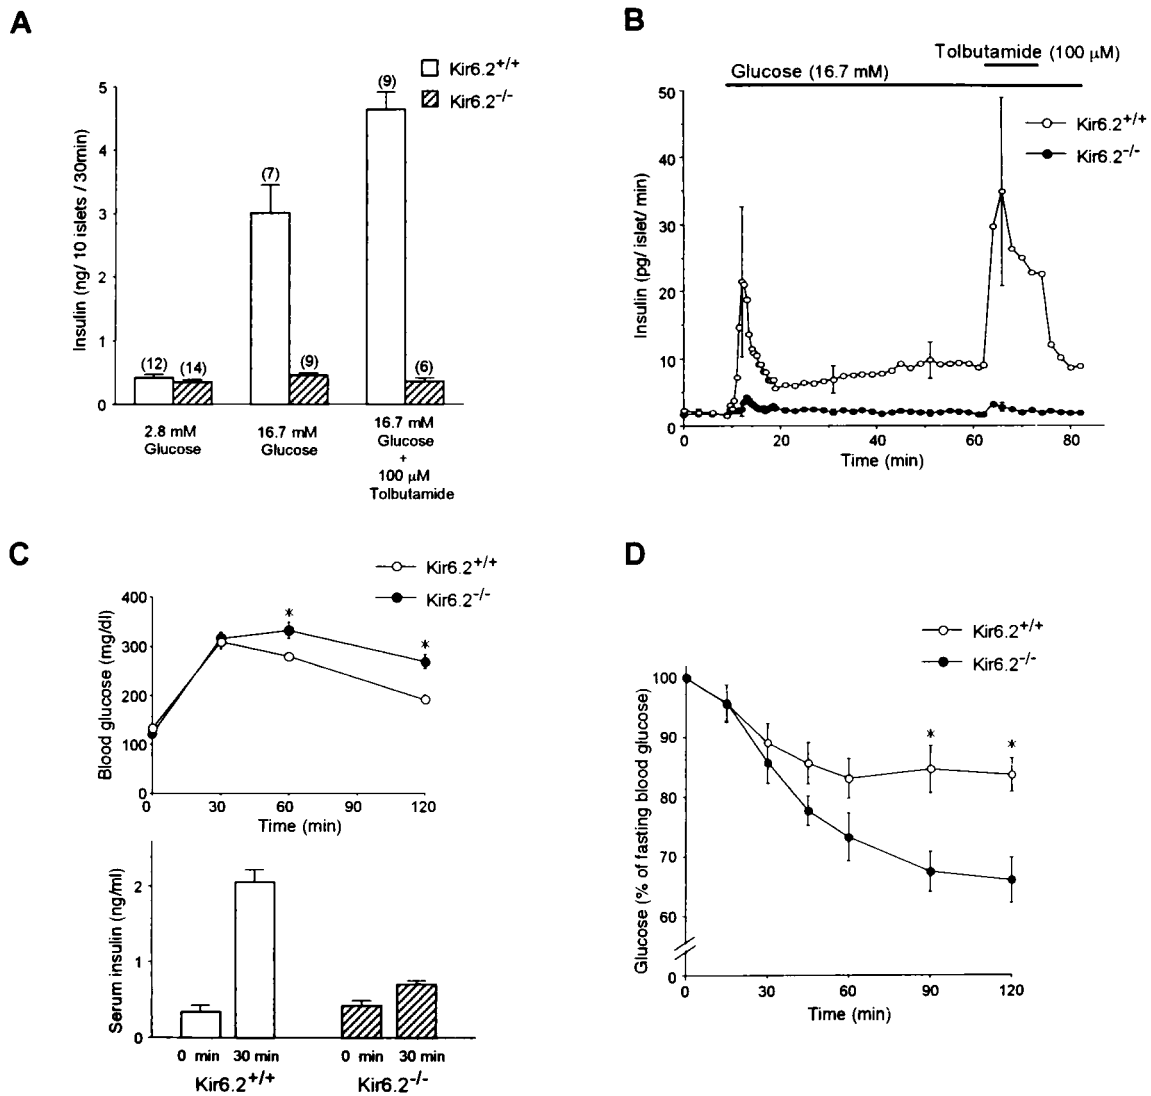 A
Kir6.2+/+
Kir6.2-/-
Insulin (ng/ 10 islets / 30min)
5
4
3
2
1
0
(12)
(14)
(7)
(9)
(9)
(6)
2.8 mM
Glucose
16.7 mM
Glucose
16.7 mM
Glucose
+
100 μM
Tolbutamide
B
Tolbutamide (100 μM)
Glucose (16.7 mM)
Kir6.2+/+
Kir6.2-/-
Insulin (pg/ islet/ min)
50
40
30
20
10
0
0
20
40
60
80
Time (min)
C
Kir6.2+/+
Kir6.2-/-
Blood glucose (mg/dl)
400
300
200
100
0
*
*
0
30
60
90
120
Time (min)
Serum insulin (ng/ml)
2
1
0
0 min
30 min
0 min
30 min
Kir6.2+/+
Kir6.2-/-
D
Kir6.2+/+
Kir6.2-/-
Glucose (% of fasting blood glucose)
100
90
80
70
60
0
*
*
0
30
60
90
120
Time (min)